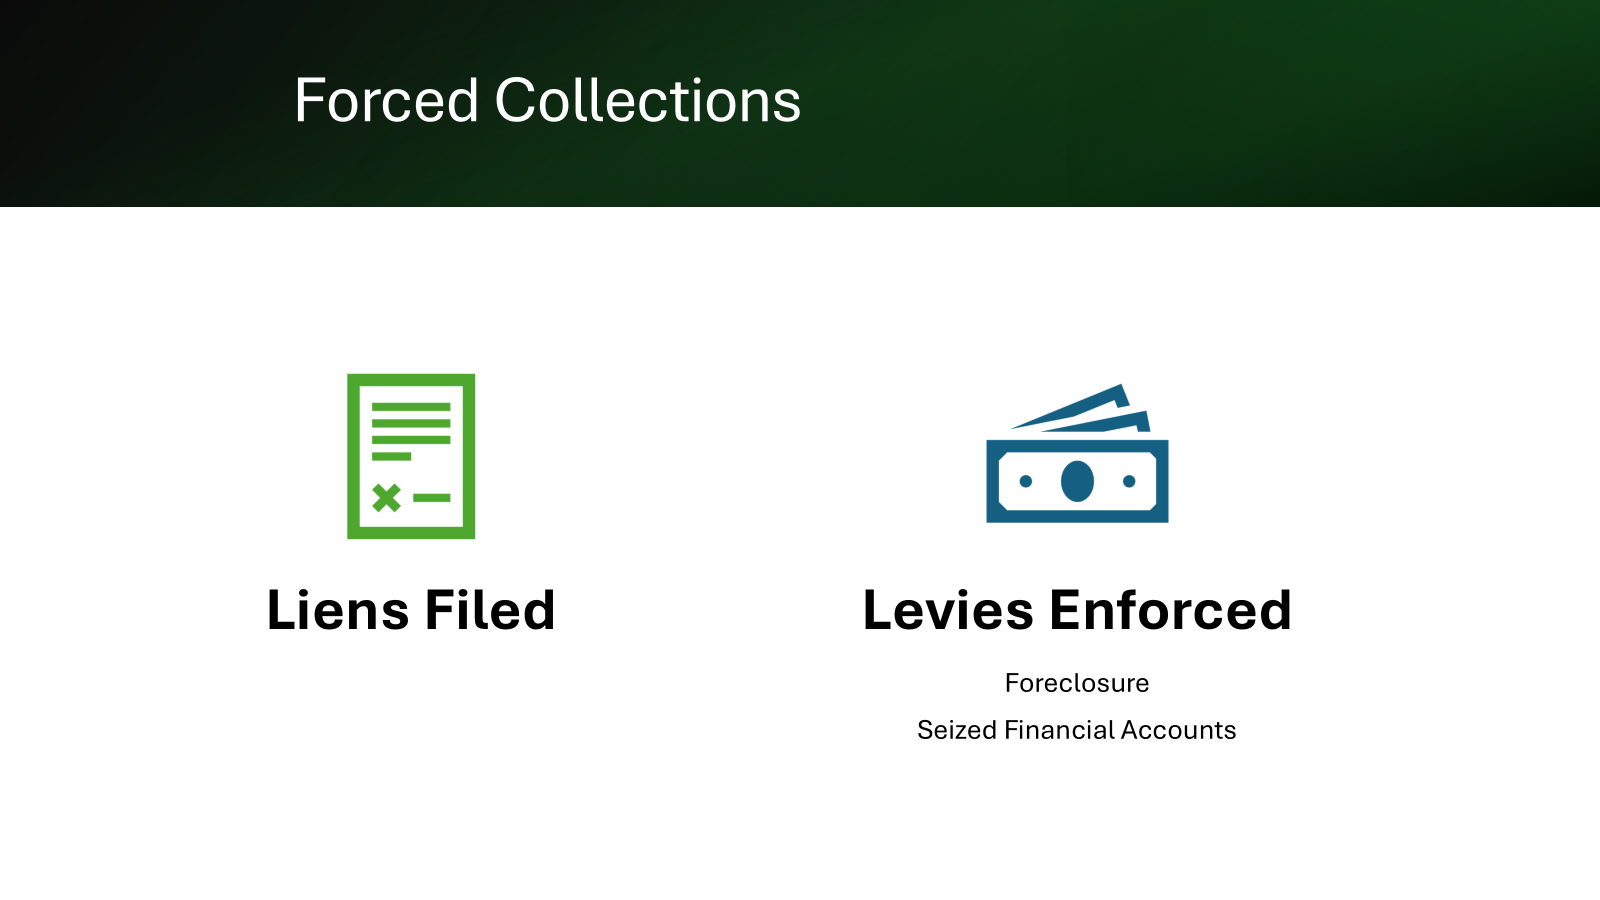 Forced Collections
Liens Filed
Levies Enforced
Foreclosure
Seized Financial Accounts